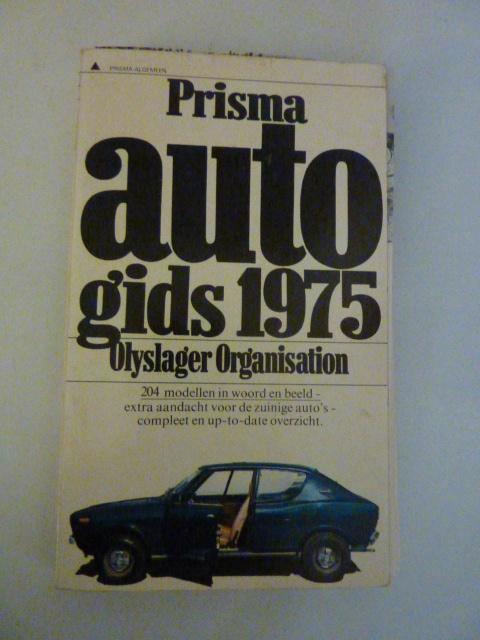 PRISMA-ALGEMEEN
Prisma
auto
gids 1975
Olyslager Organisation
204 modellen in woord en beeld -
extra aandacht voor de zuinige auto's -
compleet en up-to-date overzicht.